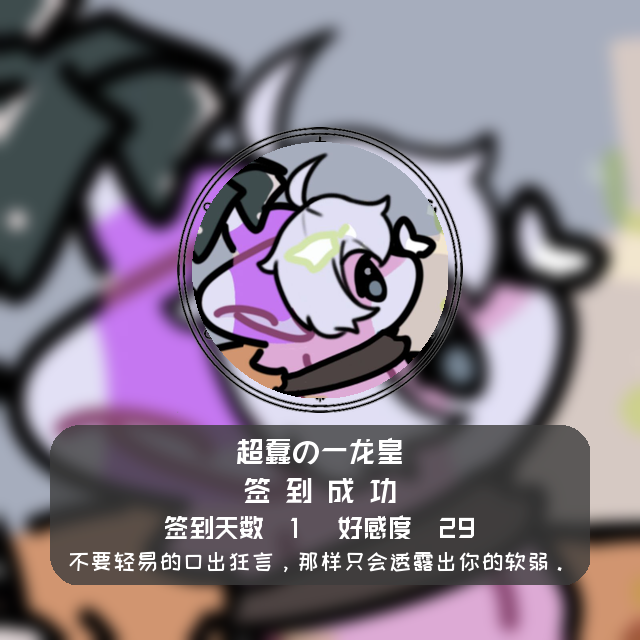 超蠢の一龙皇
签到成功
签到天数 1 好感度 29
不要轻易的口出狂言，那样只会透露出你的软弱。